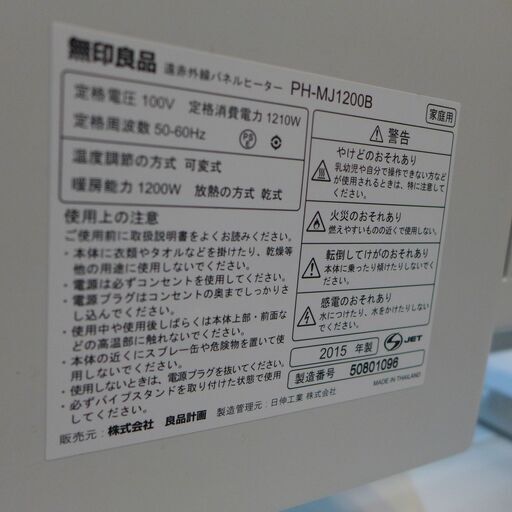 無印良品 遠赤外線パネルヒーター PH-MJ1200B
家庭用
定格電圧 100V 定格消費電力 1210W
定格周波数 50-60Hz
PS
E
温度調節の方式 可変式
暖房能力 1200W 放熱の方式 乾式
使用上の注意
ご使用前に取扱説明書をよくお読みください。
・本体に衣類やタオルなどを掛けたり、乾燥等
他の用途に使用しないでください。
・電源は必ずコンセントを使用してください。
・電源プラグはコンセントの奥までしっかりさ
し込んでください。
・使用中や使用後しばらくは本体上部・前面な
どの高温部に触れないでください。
・本体の近くにスプレー缶や危険物を置いて使
用しないでください。
・使用しないときは、電源プラグを抜いてください。
・必ずパイプスタンドを取り付けた状態で使用
してください。
警告
やけどのおそれあり
乳幼児や自分で操作できない方など
が使用されるときは、特に注意して
ください。
火災のおそれあり
燃えやすいものの近くで使用しない。
転倒してけがのおそれあり
本体に乗ったり傾けたりしないでく
ださい。
感電のおそれあり
水につけたり、水をかけたりしない
でください。
2015 年製
JET
製造番号 50801096
MADE IN THAILAND
販売元：株式会社 良品計画 製造管理元：日伸工業 株式会社